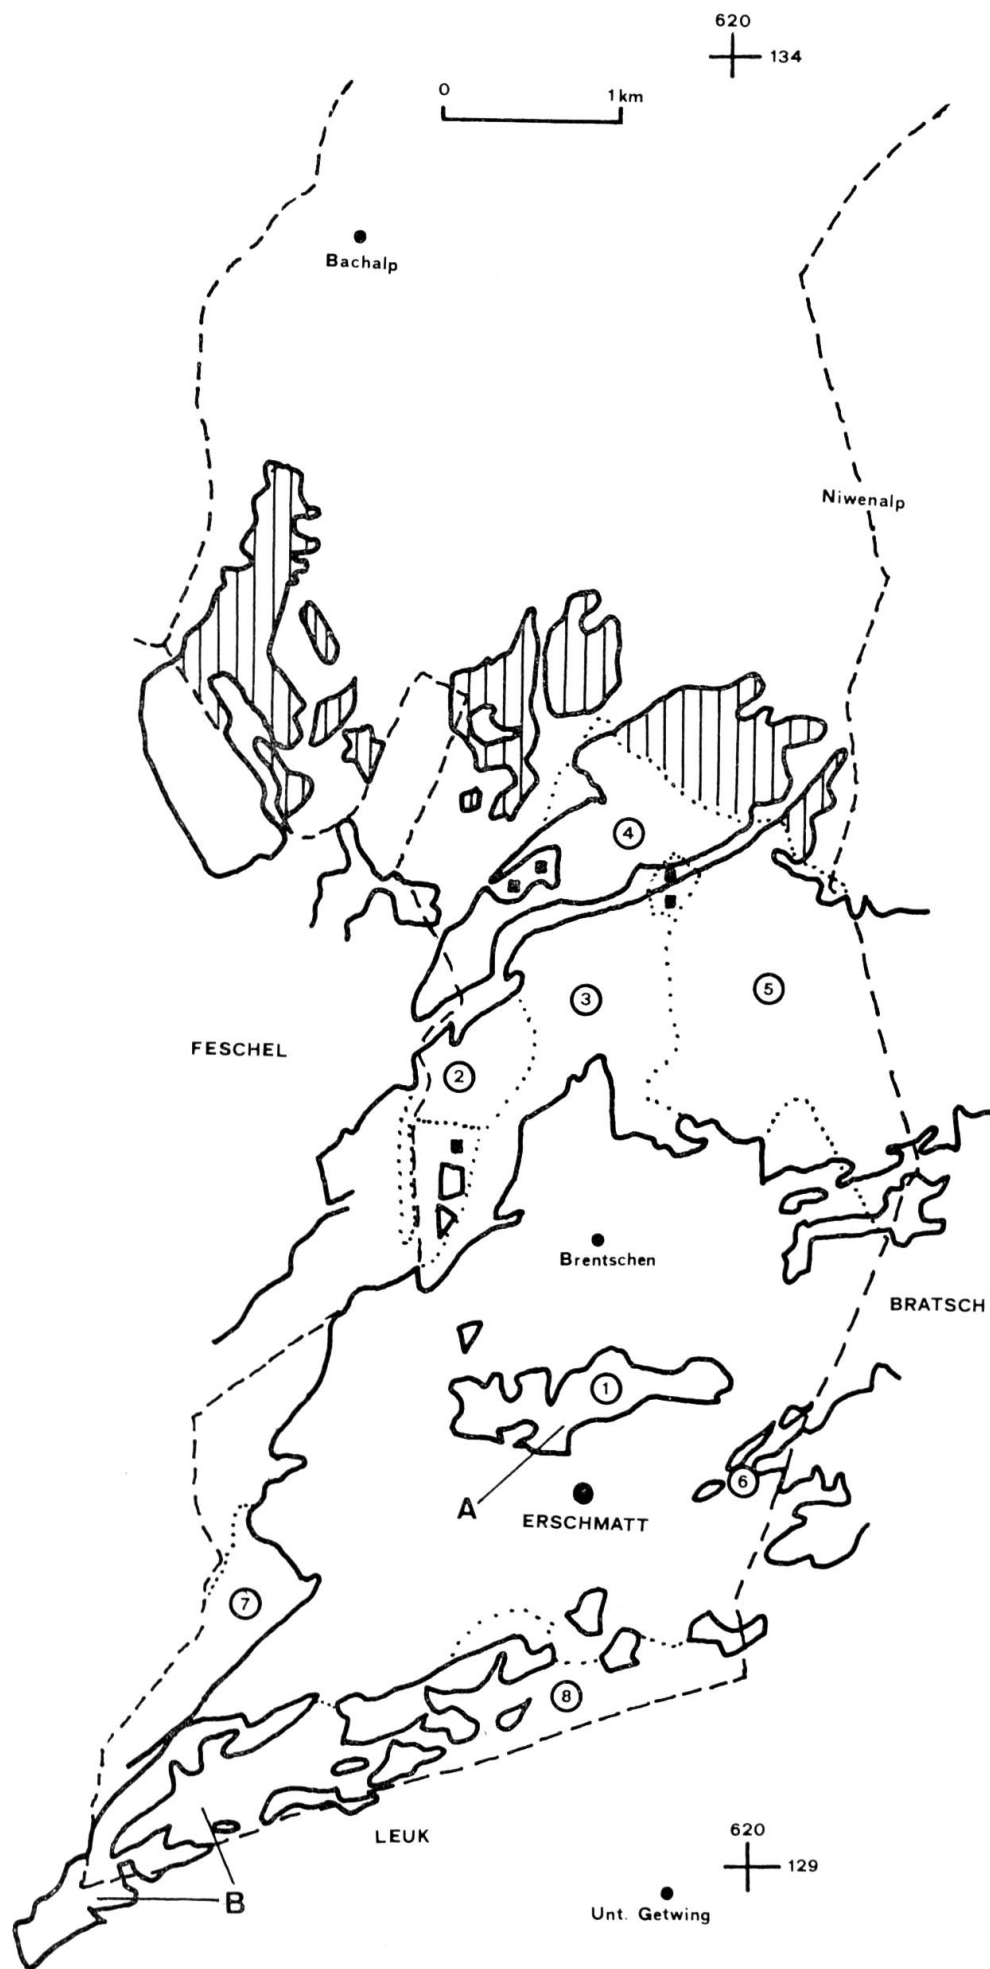 620
134
0 1 km
Bachalp
Niwenalp
4
5
3
FESCHEL
2
Brentschen
BRATSCH
1
6
A
ERSCHMATT
7
8
620
LEUK
129
B
Unt. Getwing